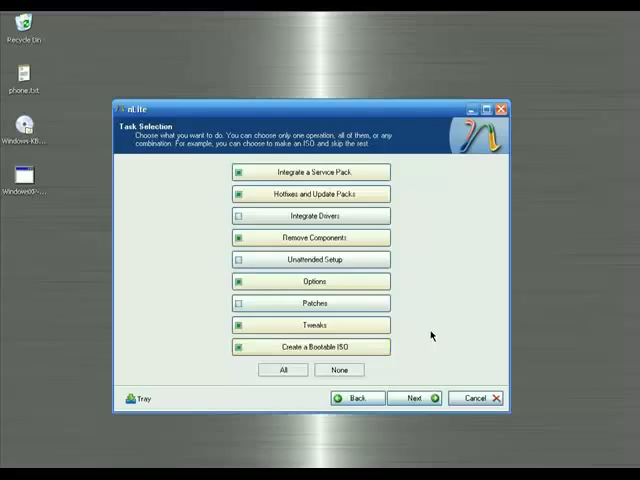 Recycle Bin
phone.txt
Windows-KB...
WindowsXP-...
nLite
Task Selection
Choose what you want to do. You can choose only one operation, all of them, or any
combination. For example, you can choose to make an ISO and skip the rest
Integrate a Service Pack
Hotfixes and Update Packs
Integrate Drivers
Remove Components
Unattended Setup
Options
Patches
Tweaks
Create a Bootable ISO
All
None
Tray
Back
Next
Cancel